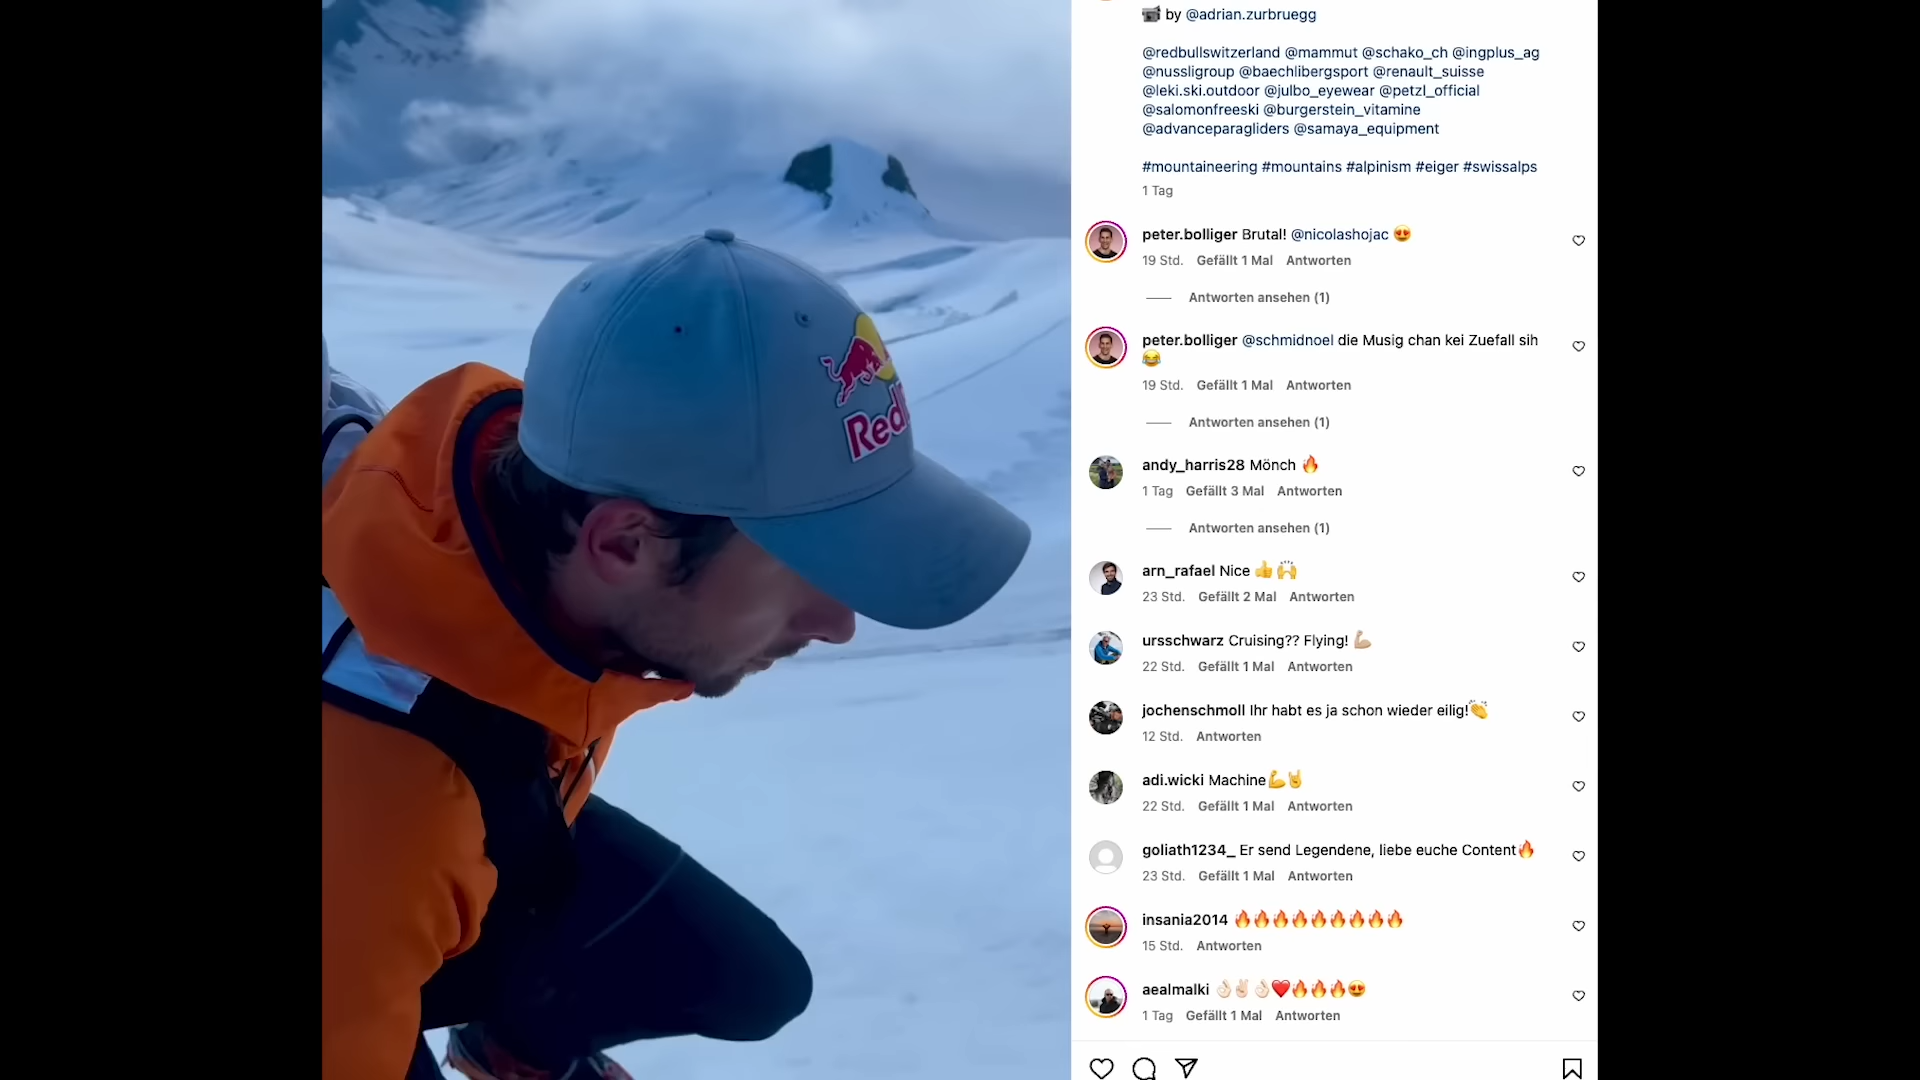 Red
by @adrian.zurbruegg
@redbullswitzerland @mammut @schako_ch @ingplus_ag
@nussligroup @baechlibergsport @renault_suisse
@leki.ski.outdoor @julbo_eyewear @petzl_official
@salomonfreeski @burgerstein_vitamine
@advanceparagliders @samaya_equipment
#mountaineering #mountains #alpinism #eiger #swissalps
1 Tag
peter.bolliger Brutal! @nicolashojac 😍
19 Std. Gefällt 1 Mal Antworten
Antworten ansehen (1)
peter.bolliger @schmidnoel die Musig chan kei Zuefall sih
😂
19 Std. Gefällt 1 Mal Antworten
Antworten ansehen (1)
andy_harris28 Mönch 🔥
1 Tag Gefällt 3 Mal Antworten
Antworten ansehen (1)
arn_rafael Nice 👍🙌
23 Std. Gefällt 2 Mal Antworten
ursschwarz Cruising?? Flying! 💪🏼
22 Std. Gefällt 1 Mal Antworten
jochenschmoll Ihr habt es ja schon wieder eilig!👏
12 Std. Antworten
adi.wicki Machine💪🤘
22 Std. Gefällt 1 Mal Antworten
goliath1234_ Er send Legendene, liebe euche Content🔥
23 Std. Gefällt 1 Mal Antworten
insania2014 🔥🔥🔥🔥🔥🔥🔥🔥🔥
15 Std. Antworten
aealmalki 👌🏻✌🏻👌🏻❤️🔥🔥🔥😍
1 Tag Gefällt 1 Mal Antworten